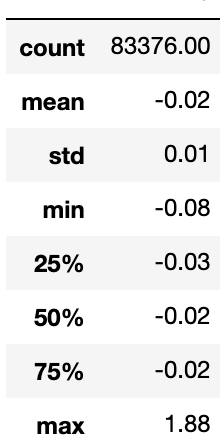 count 83376.00
mean -0.02
std 0.01
min -0.08
25% -0.03
50% -0.02
75% -0.02
max 1.88